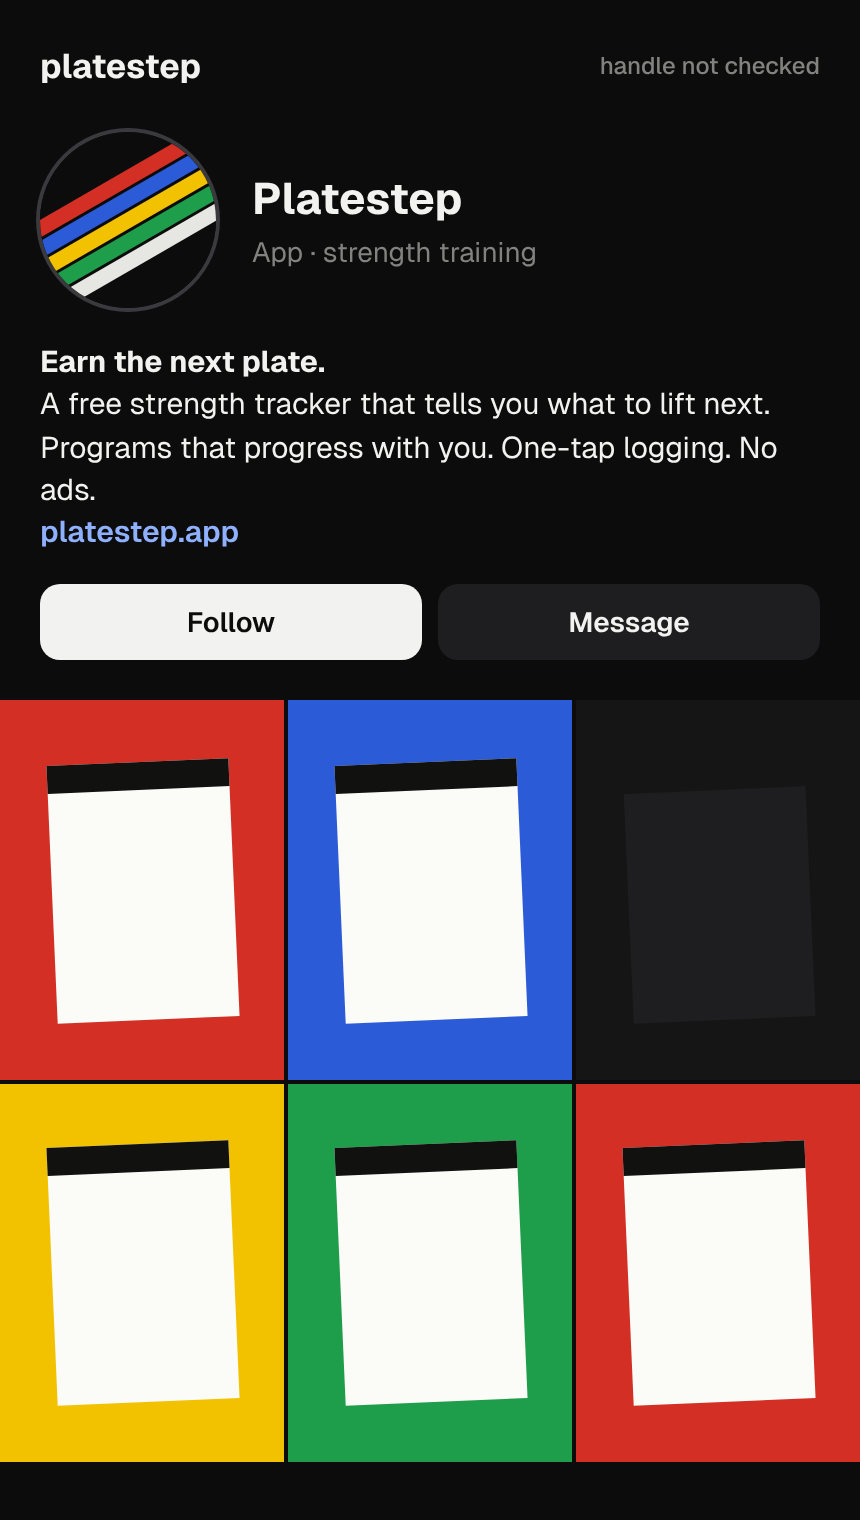 platestep
handle not checked
Platestep
App · strength training
Earn the next plate.
A free strength tracker that tells you what to lift next.
Programs that progress with you. One-tap logging. No
ads.
platestep.app
Follow
Message